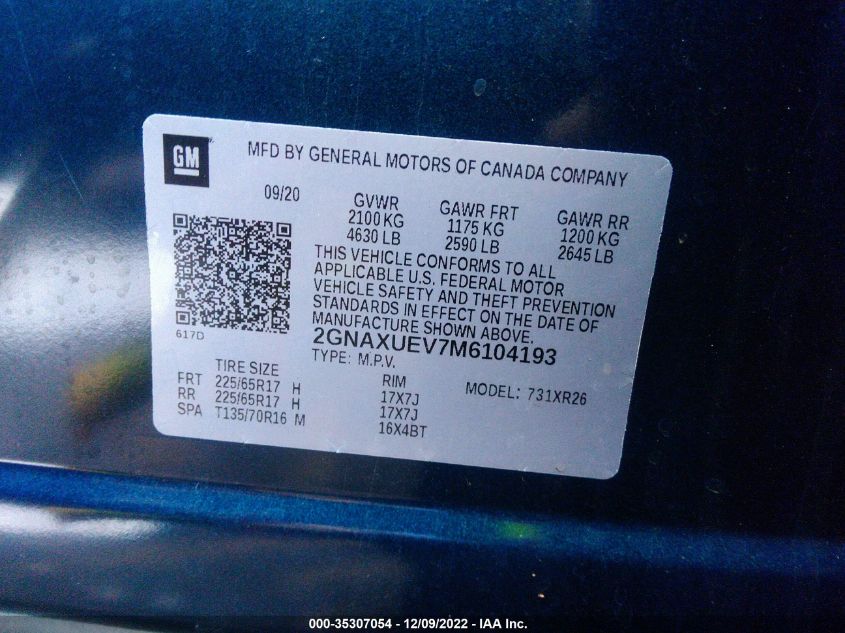 GM
MFD BY GENERAL MOTORS OF CANADA COMPANY
09/20
GVWR
2100 KG
4630 LB
GAWR FRT
1175 KG
2590 LB
GAWR RR
1200 KG
2645 LB
THIS VEHICLE CONFORMS TO ALL
APPLICABLE U.S. FEDERAL MOTOR
VEHICLE SAFETY AND THEFT PREVENTION
STANDARDS IN EFFECT ON THE DATE OF
MANUFACTURE SHOWN ABOVE.
617D
2GNAXUEV7M6104193
TYPE: M.P.V.
TIRE SIZE RIM MODEL: 731XR26
FRT 225/65R17 H 17X7J
RR 225/65R17 H 17X7J
SPA T135/70R16 M 16X4BT
000-35307054 - 12/09/2022 - IAA Inc.